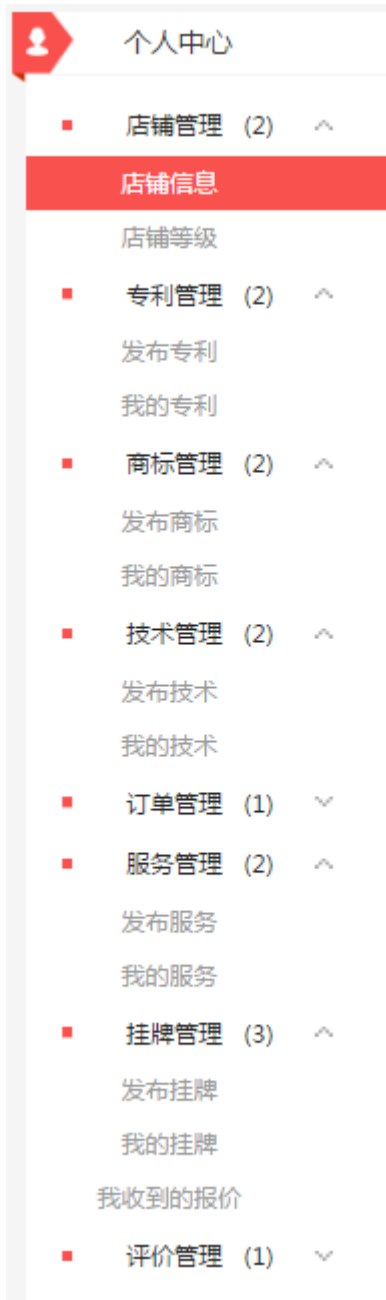 个人中心
店铺管理 (2)
店铺信息
店铺等级
专利管理 (2)
发布专利
我的专利
商标管理 (2)
发布商标
我的商标
技术管理 (2)
发布技术
我的技术
订单管理 (1)
服务管理 (2)
发布服务
我的服务
挂牌管理 (3)
发布挂牌
我的挂牌
我收到的报价
评价管理 (1)